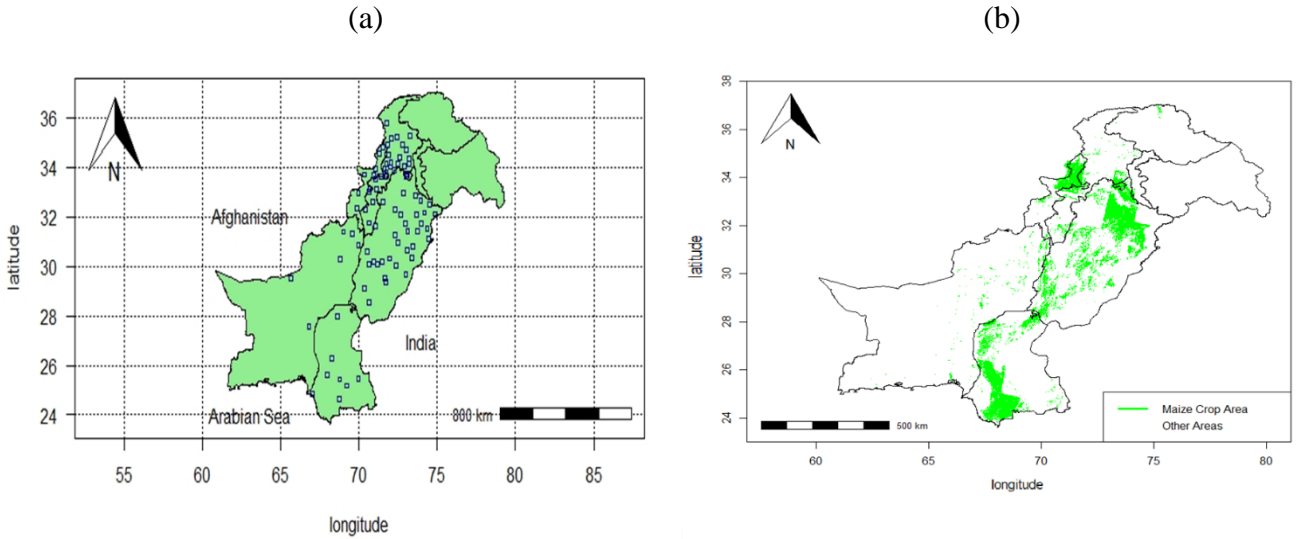 (a)
(b)
N
36
34
32
30
28
26
24
latitude
Afghanistan
India
Arabian Sea
800 km
55
60
65
70
75
80
85
longitude
N
38
36
34
32
30
28
26
24
latitude
500 km
Maize Crop Area
Other Areas
60
65
70
75
80
longitude